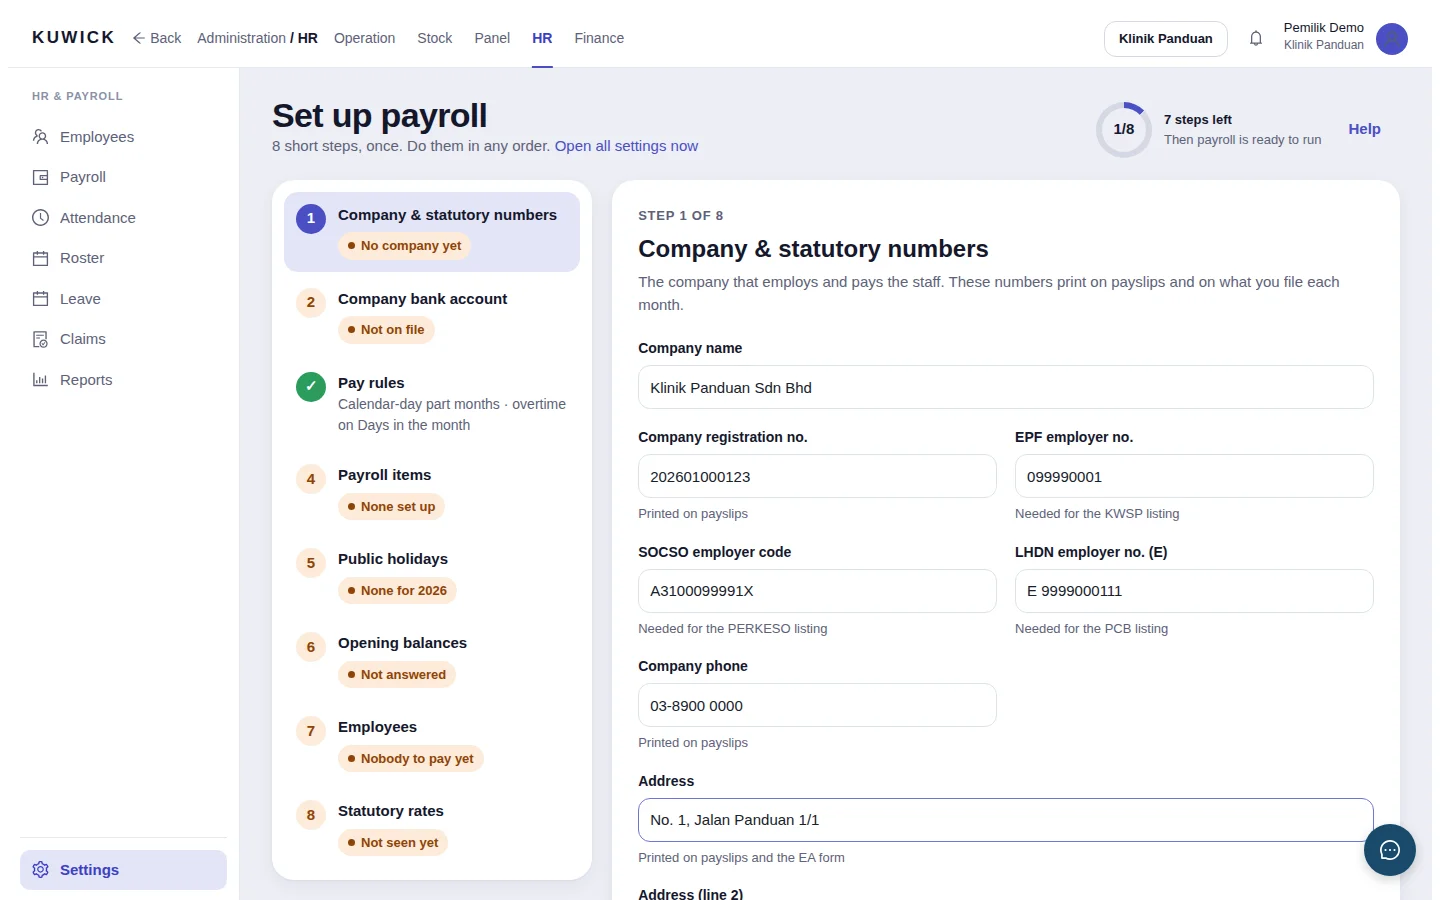 KUWICK
Back
Administration / HR
Operation
Stock
Panel
HR
Finance
Klinik Panduan
Pemilik Demo
Klinik Panduan
HR & PAYROLL
Employees
Payroll
Attendance
Roster
Leave
Claims
Reports
Settings
Set up payroll
8 short steps, once. Do them in any order. Open all settings now
1/8
7 steps left
Then payroll is ready to run
Help
1
Company & statutory numbers
No company yet
2
Company bank account
Not on file
✓
Pay rules
Calendar-day part months · overtime
on Days in the month
4
Payroll items
None set up
5
Public holidays
None for 2026
6
Opening balances
Not answered
7
Employees
Nobody to pay yet
8
Statutory rates
Not seen yet
STEP 1 OF 8
Company & statutory numbers
The company that employs and pays the staff. These numbers print on payslips and on what you file each
month.
Company name
Klinik Panduan Sdn Bhd
Company registration no.
EPF employer no.
202601000123
099990001
Printed on payslips
Needed for the KWSP listing
SOCSO employer code
LHDN employer no. (E)
A3100099991X
E 9999000111
Needed for the PERKESO listing
Needed for the PCB listing
Company phone
03-8900 0000
Printed on payslips
Address
No. 1, Jalan Panduan 1/1
Printed on payslips and the EA form
Address (line 2)